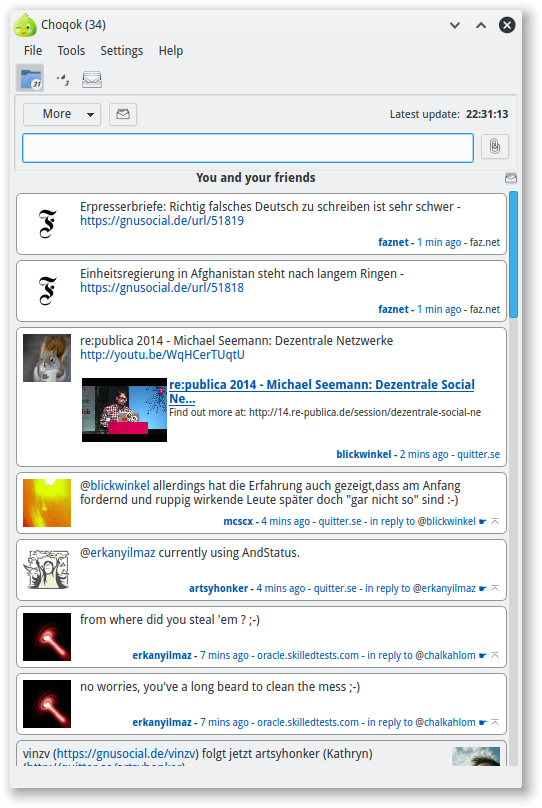 Choqok (34)
File Tools Settings Help
31 3
More Latest update: 22:31:13
You and your friends
Erpresserbriefe: Richtig falsches Deutsch zu schreiben ist sehr schwer -
https://gnusocial.de/url/51819
faznet - 1 min ago - faz.net
Einheitsregierung in Afghanistan steht nach langem Ringen -
https://gnusocial.de/url/51818
faznet - 1 min ago - faz.net
re:publica 2014 - Michael Seemann: Dezentrale Netzwerke
http://youtu.be/WqHCerTUqtU
re:publica 2014 - Michael Seemann: Dezentrale Social
Ne...
Find out more at: http://14.re-publica.de/session/dezentrale-social-ne
blickwinkel - 2 mins ago - quitter.se
@blickwinkel allerdings hat die Erfahrung auch gezeigt,dass am Anfang
fordernd und ruppig wirkende Leute später doch "gar nicht so" sind :-)
mcscx - 4 mins ago - quitter.se - in reply to @blickwinkel
@erkanyilmaz currently using AndStatus.
artsyhonker - 4 mins ago - quitter.se - in reply to @erkanyilmaz
from where did you steal 'em ? ;-)
erkanyilmaz - 7 mins ago - oracle.skilledtests.com - in reply to @chalkahlom
no worries, you've a long beard to clean the mess ;-)
erkanyilmaz - 7 mins ago - oracle.skilledtests.com - in reply to @chalkahlom
vinzv (https://gnusocial.de/vinzv) folgt jetzt artsyhonker (Kathryn)
(http://quitter.se/artsyhonker)